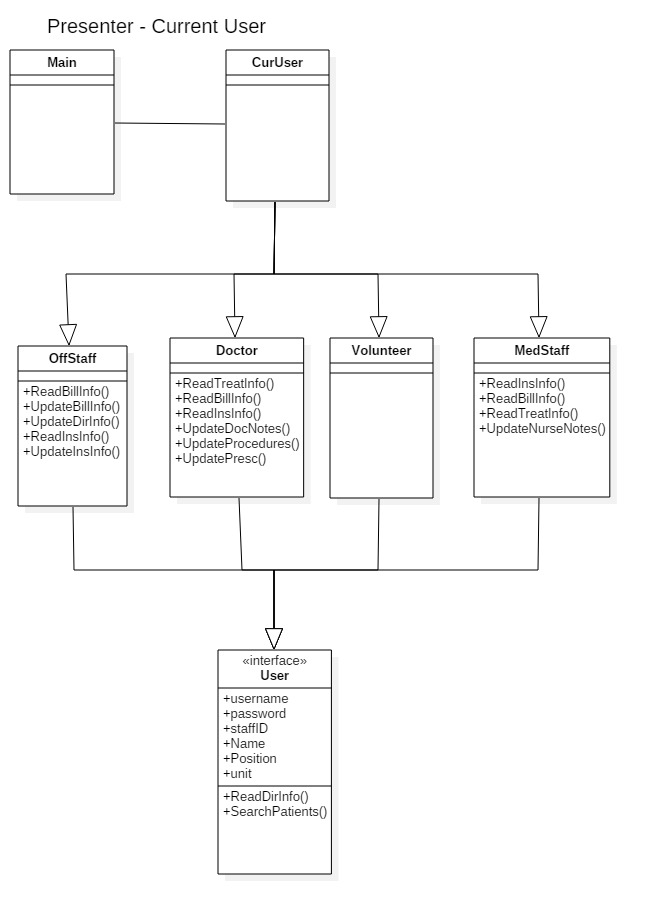 Presenter - Current User
Main
CurUser
OffStaff
+ReadBillInfo()
+UpdateBillInfo()
+UpdateDirInfo()
+ReadInsInfo()
+UpdateInsInfo()
Doctor
+ReadTreatInfo()
+ReadBillInfo()
+ReadInsInfo()
+UpdateDocNotes()
+UpdateProcedures()
+UpdatePresc()
Volunteer
MedStaff
+ReadInsInfo()
+ReadBillInfo()
+ReadTreatInfo()
+UpdateNurseNotes()
«interface»
User
+username
+password
+staffID
+Name
+Position
+unit
+ReadDirInfo()
+SearchPatients()